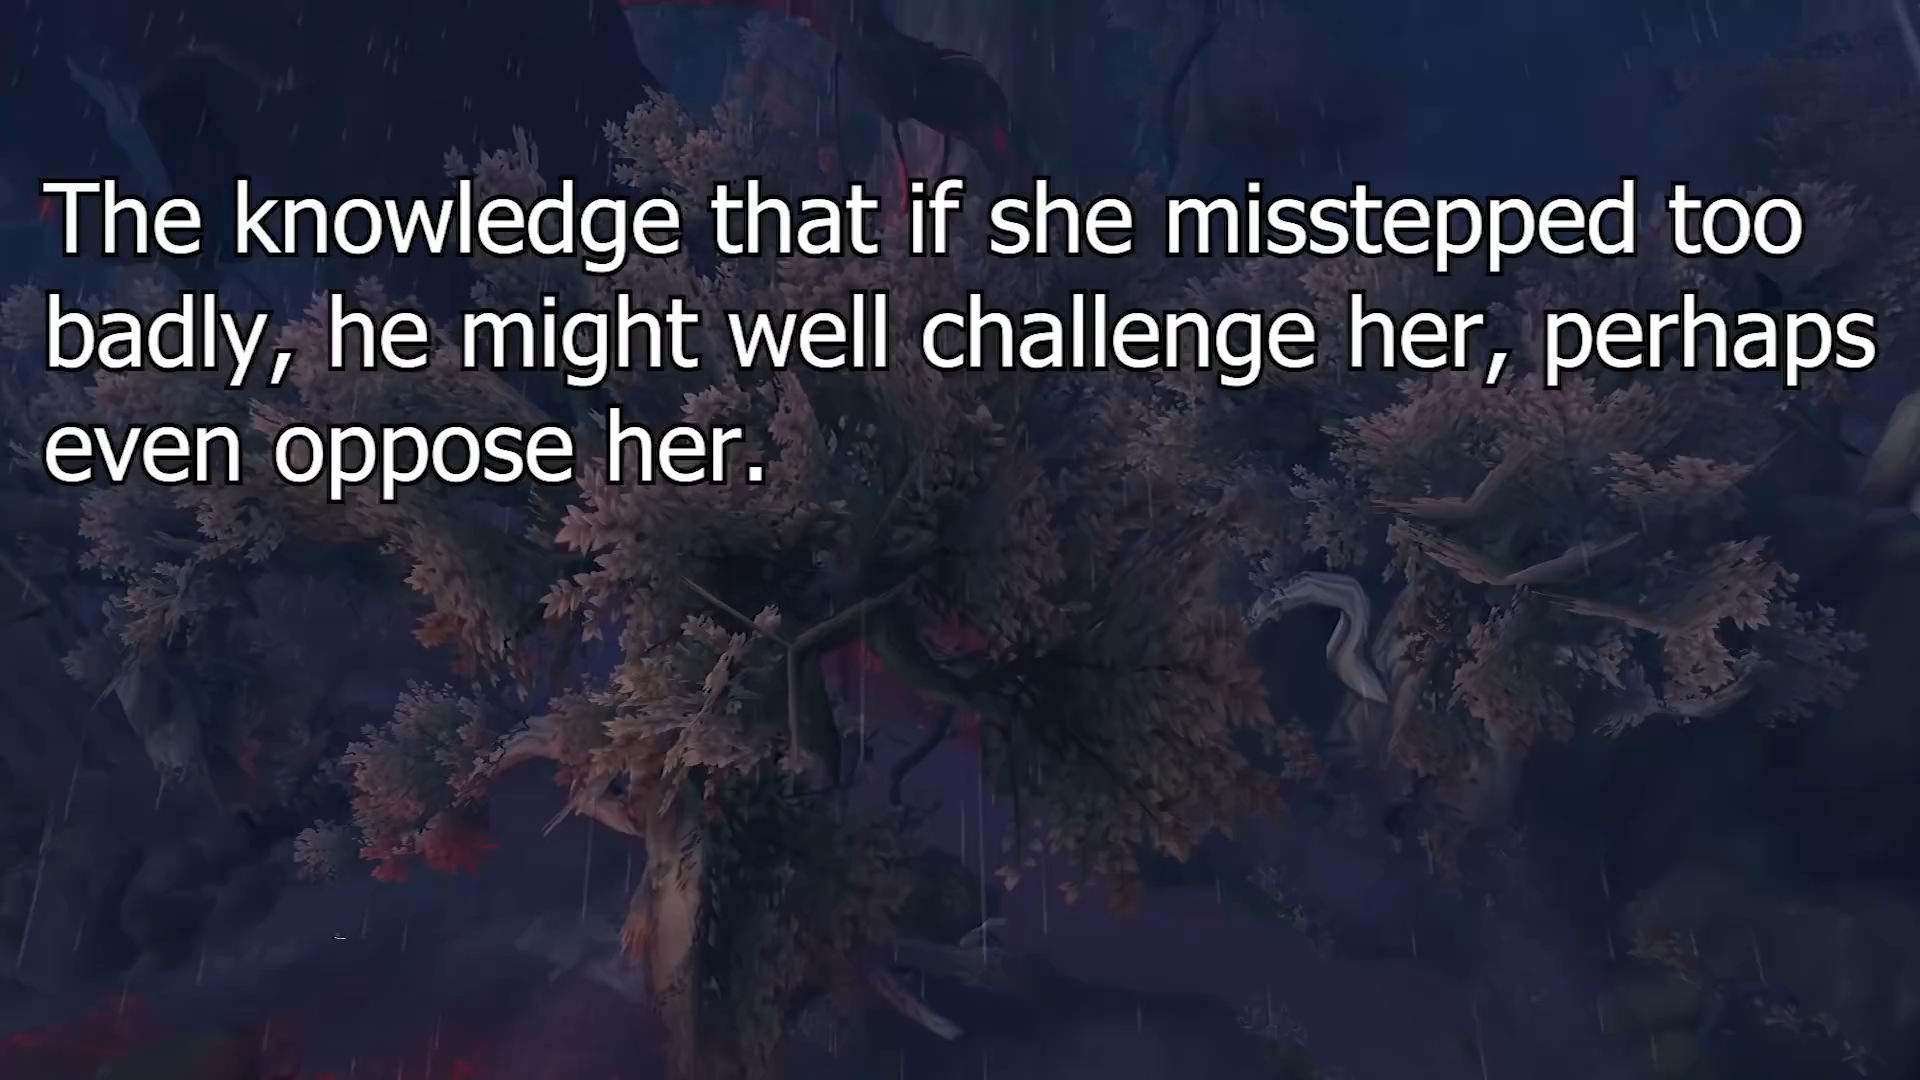 The knowledge that if she misstepped too
badly, he might well challenge her, perhaps
even oppose her.